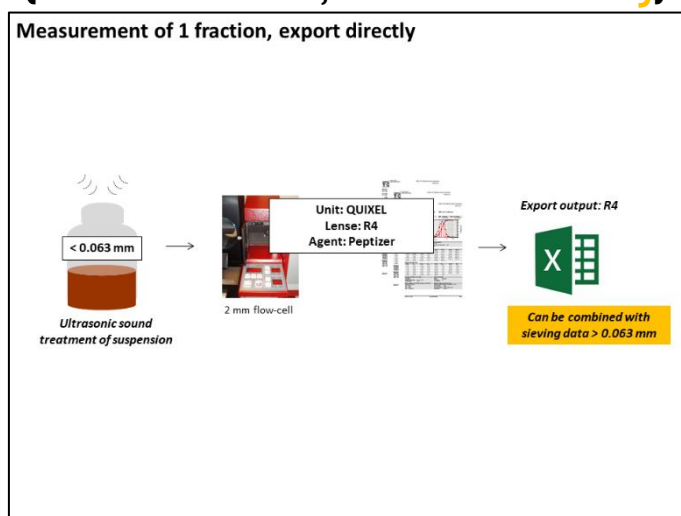 Measurement of 1 fraction, export directly
< 0.063 mm
Ultrasonic sound
treatment of suspension
Unit: QUIXEL
Lense: R4
Agent: Peptizer
2 mm flow-cell
Export output: R4
X
Can be combined with
sieving data > 0.063 mm